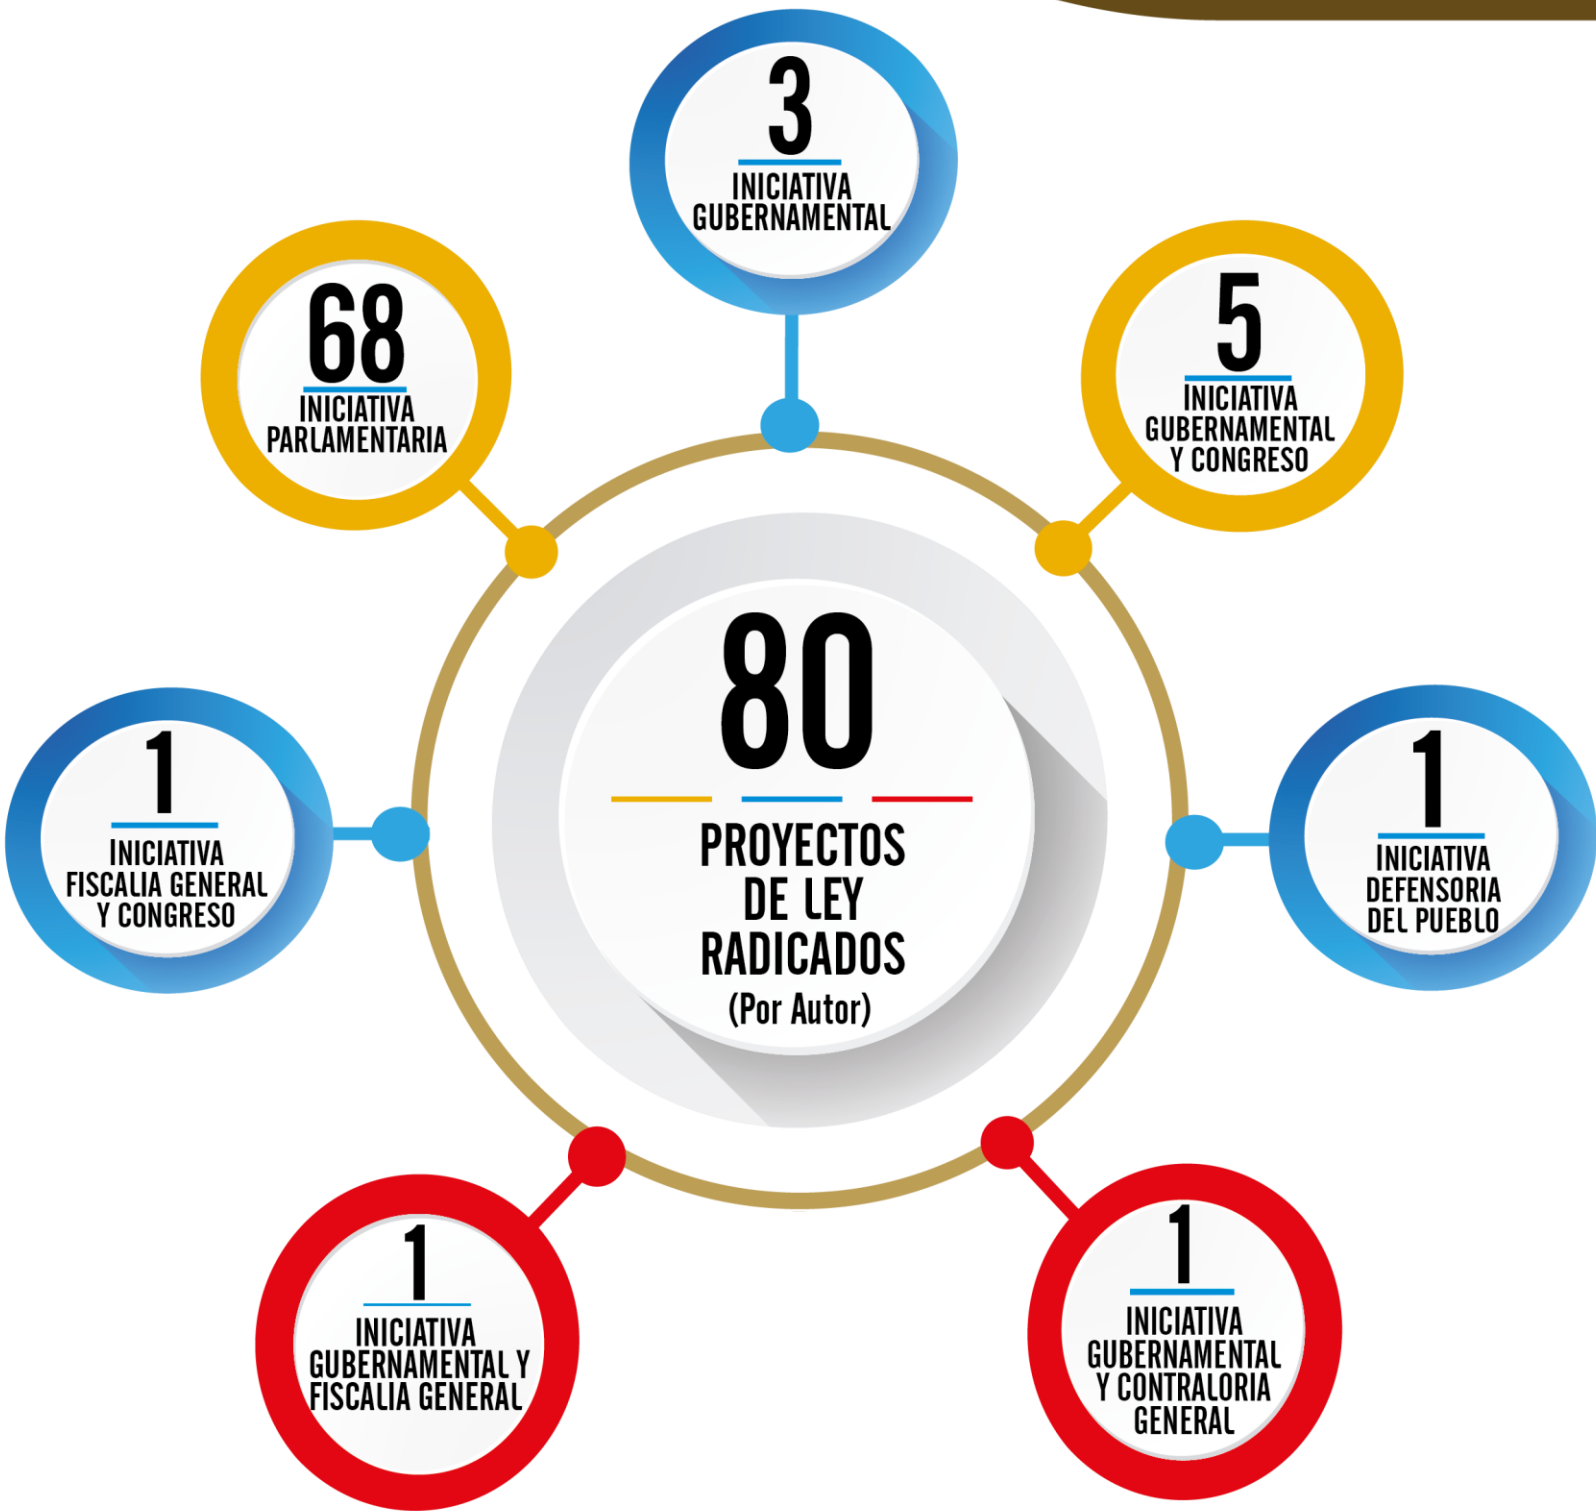 3
INICIATIVA
GUBERNAMENTAL
68
INICIATIVA
PARLAMENTARIA
5
INICIATIVA
GUBERNAMENTAL
Y CONGRESO
80
PROYECTOS
DE LEY
RADICADOS
(Por Autor)
1
INICIATIVA
FISCALIA GENERAL
Y CONGRESO
1
INICIATIVA
DEFENSORIA
DEL PUEBLO
1
INICIATIVA
GUBERNAMENTAL Y
FISCALIA GENERAL
1
INICIATIVA
GUBERNAMENTAL
Y CONTRALORIA
GENERAL